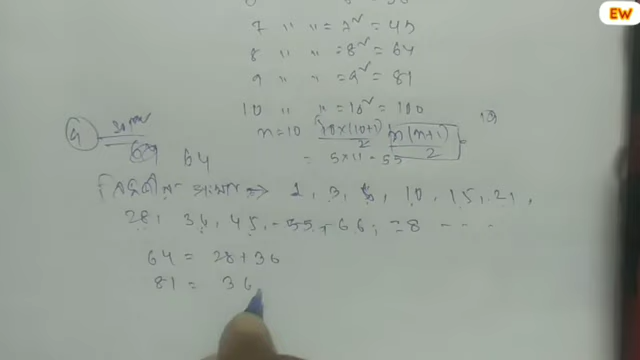 EW
7 " " = 7² = 49
8 " " = 8² = 64
9 " " = 9² = 81
10 " " = 10² = 100
n=10 10×(10+1)/2 n(n+1)/2
= 5×11 = 55
64
→ 1, 3, 6, 10, 15, 21,
28, 36, 45, 55, 66, 78 - - -
64 = 28+36
81 = 36